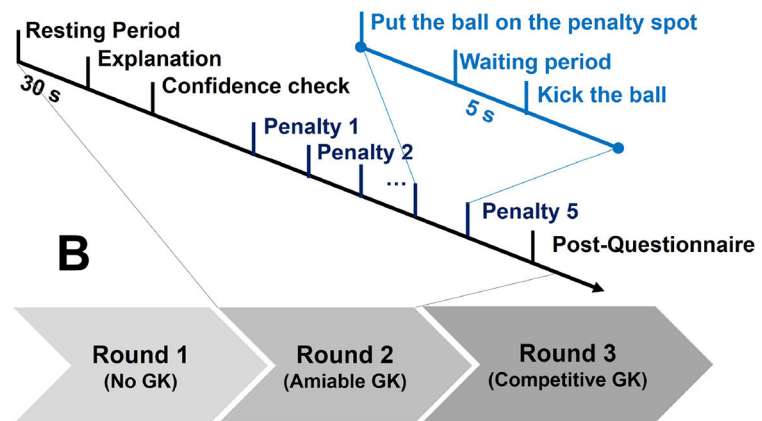 Resting Period
Explanation
Confidence check
30 s
Penalty 1
Penalty 2
...
Penalty 5
Post-Questionnaire
Put the ball on the penalty spot
Waiting period
Kick the ball
5 s
B
Round 1
(No GK)
Round 2
(Amiable GK)
Round 3
(Competitive GK)